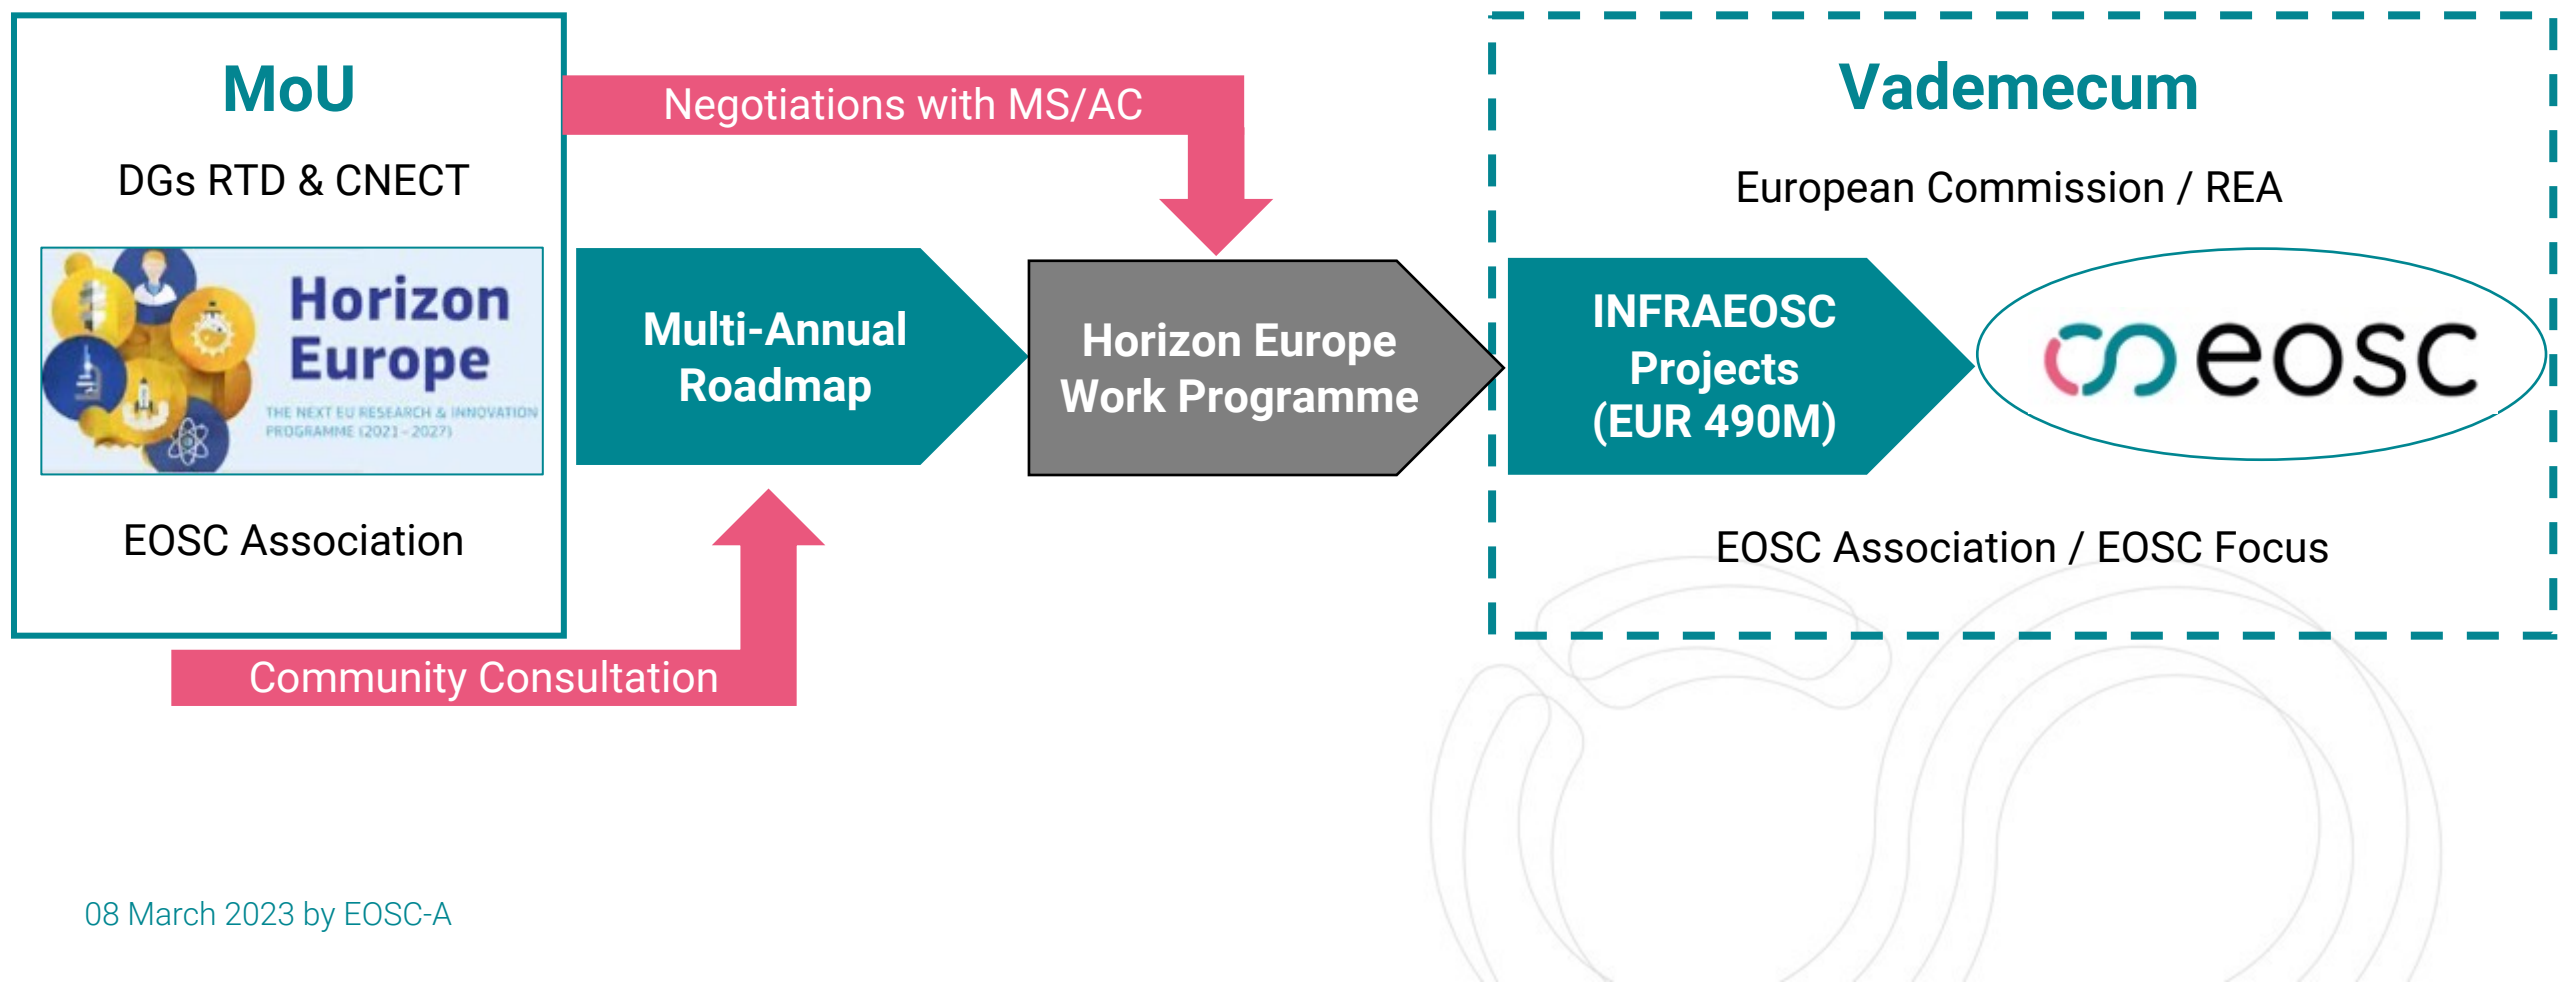 MoU
DGs RTD & CNECT
Horizon
Europe
THE NEXT EU RESEARCH & INNOVATION
PROGRAMME (2021 – 2027)
EOSC Association
Negotiations with MS/AC
Multi-Annual
Roadmap
Community Consultation
Horizon Europe
Work Programme
Vademecum
European Commission / REA
INFRAEOSC
Projects
(EUR 490M)
eosc
EOSC Association / EOSC Focus
08 March 2023 by EOSC-A